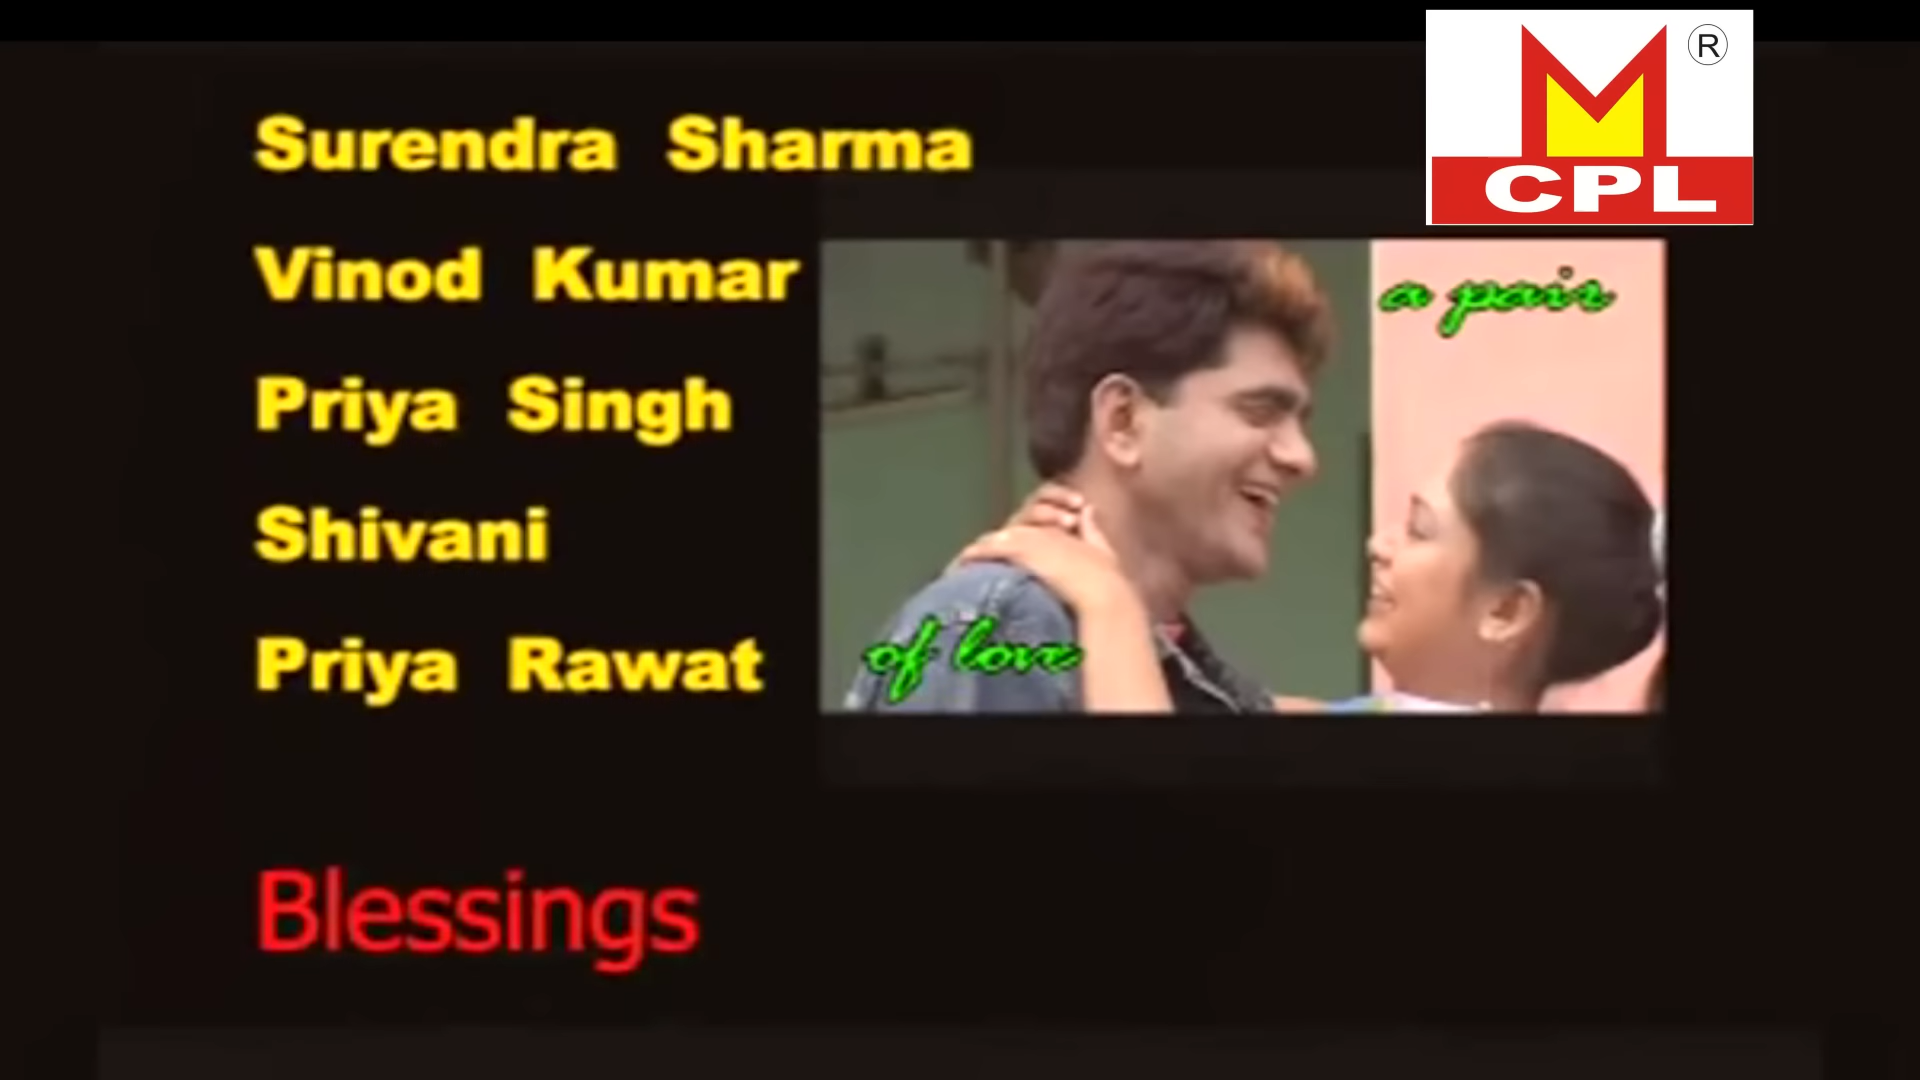 Surendra Sharma
Vinod Kumar
Priya Singh
Shivani
Priya Rawat
Blessings
a pair
of love
M
CPL
®